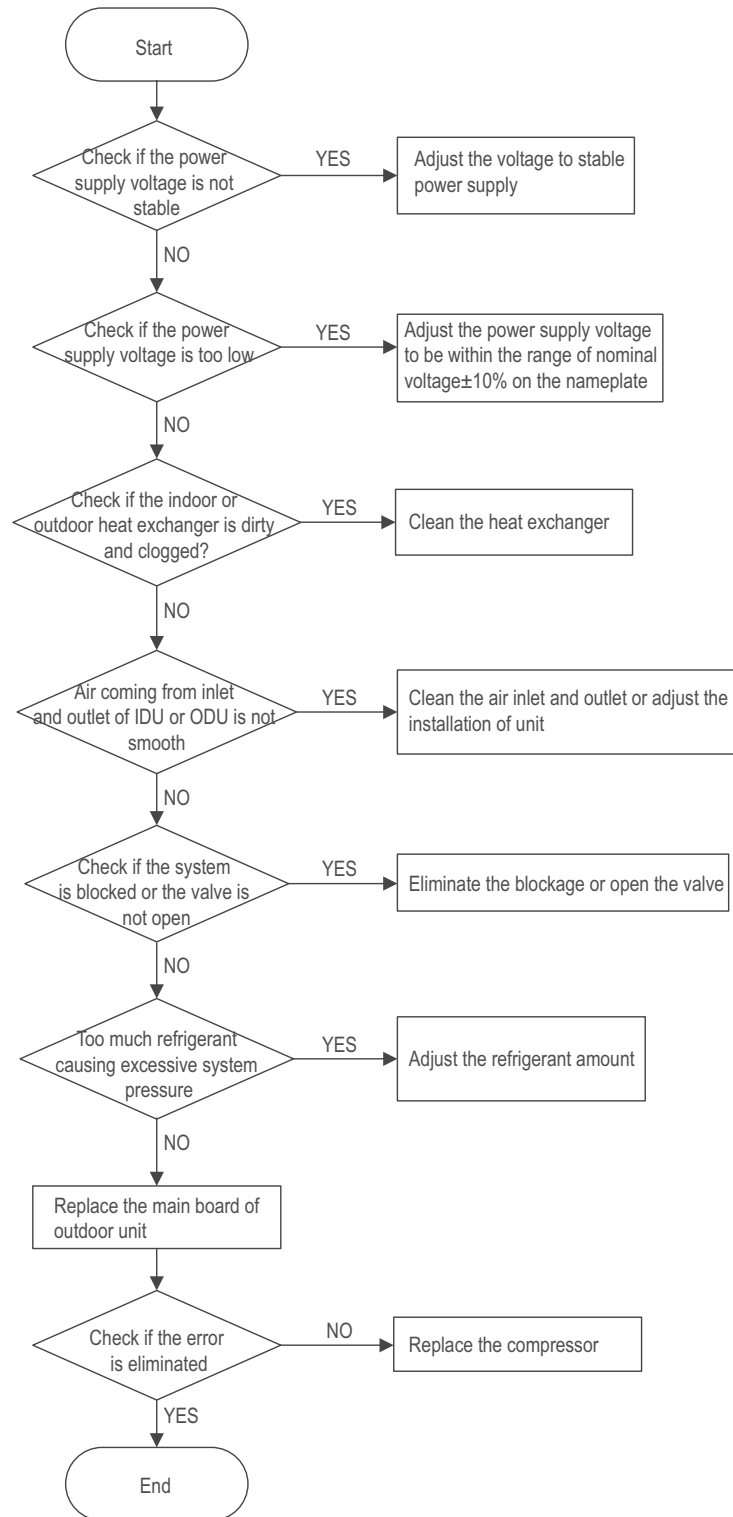 Start
Check if the power
supply voltage is not
stable
YES
Adjust the voltage to stable
power supply
NO
Check if the power
supply voltage is too low
YES
Adjust the power supply voltage
to be within the range of nominal
voltage±10% on the nameplate
NO
Check if the indoor or
outdoor heat exchanger is dirty
and clogged?
YES
Clean the heat exchanger
NO
Air coming from inlet
and outlet of IDU or ODU is not
smooth
YES
Clean the air inlet and outlet or adjust the
installation of unit
NO
Check if the system
is blocked or the valve is
not open
YES
Eliminate the blockage or open the valve
NO
Too much refrigerant
causing excessive system
pressure
YES
Adjust the refrigerant amount
NO
Replace the main board of
outdoor unit
Check if the error
is eliminated
NO
Replace the compressor
YES
End